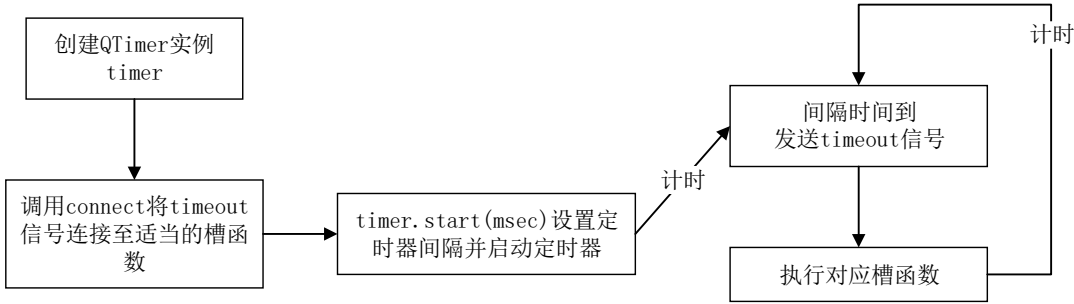 创建QTimer实例
timer
调用connect将timeout
信号连接至适当的槽函
数
timer.start(msec)设置定
时器间隔并启动定时器
计时
间隔时间到
发送timeout信号
执行对应槽函数
计时